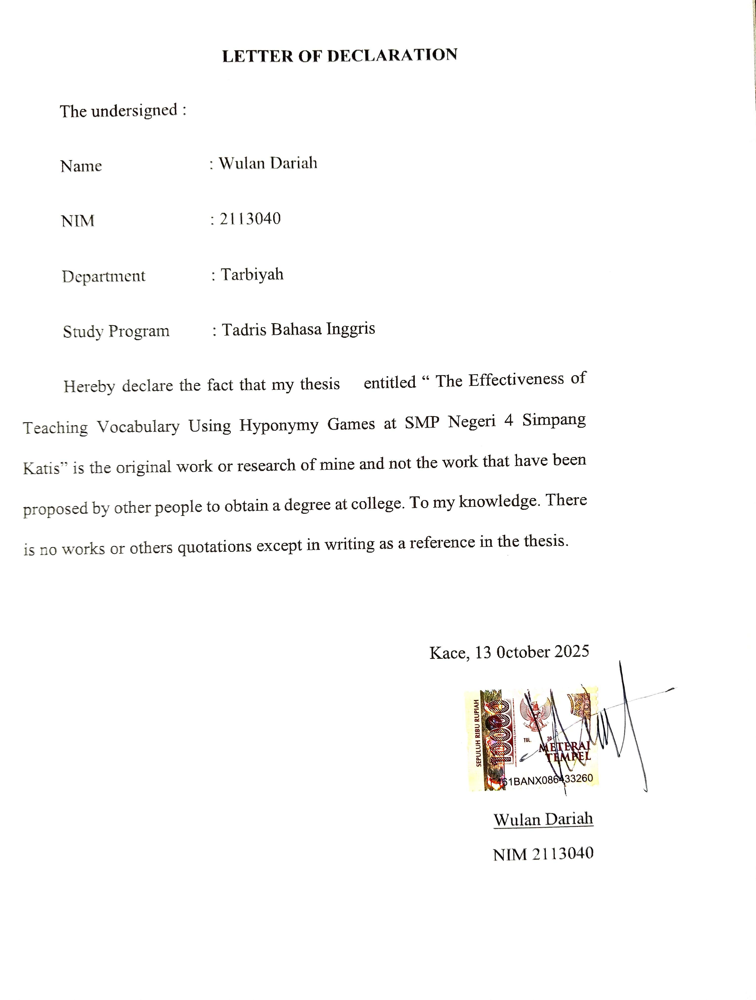 LETTER OF DECLARATION
The undersigned :
Name : Wulan Dariah
NIM : 2113040
Department : Tarbiyah
Study Program : Tadris Bahasa Inggris
Hereby declare the fact that my thesis entitled “ The Effectiveness of
Teaching Vocabulary Using Hyponymy Games at SMP Negeri 4 Simpang
Katis” is the original work or research of mine and not the work that have been
proposed by other people to obtain a degree at college. To my knowledge. There
is no works or others quotations except in writing as a reference in the thesis.
Kace, 13 0ctober 2025
SEPULUH RIBU RUPIAH
10000
TGL. 20
METERAI
TEMPEL
61BANX086433260
Wulan Dariah
NIM 2113040